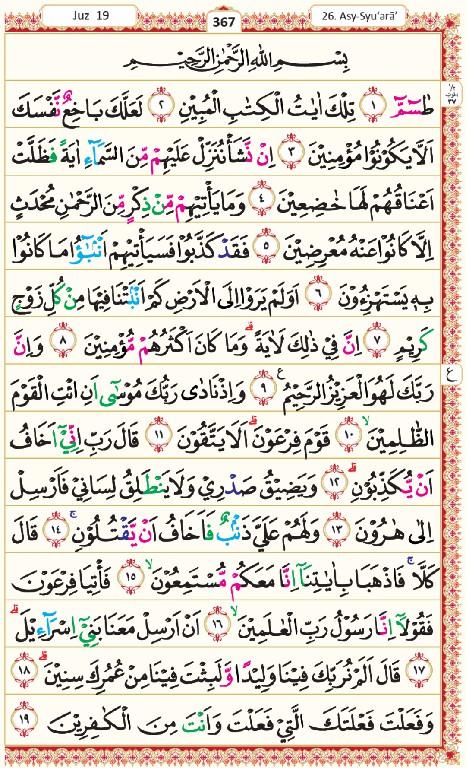 Juz 19
367
26. Asy-Syu'arā'
بِسْمِ اللّٰهِ الرَّحْمٰنِ الرَّحِيْمِ
طٰسۤمّۤ ۝١ تِلْكَ اٰيٰتُ الْكِتٰبِ الْمُبِيْنِ ۝٢ لَعَلَّكَ بَاخِعٌ نَّفْسَكَ
اَلَّا يَكُوْنُوْا مُؤْمِنِيْنَ ۝٣ اِنْ نَّشَأْ نُنَزِّلْ عَلَيْهِمْ مِّنَ السَّمَاۤءِ اٰيَةً فَظَلَّتْ
اَعْنَاقُهُمْ لَهَا خٰضِعِيْنَ ۝٤ وَمَا يَأْتِيْهِمْ مِّنْ ذِكْرٍ مِّنَ الرَّحْمٰنِ مُحْدَثٍ
اِلَّا كَانُوْا عَنْهُ مُعْرِضِيْنَ ۝٥ فَقَدْ كَذَّبُوْا فَسَيَأْتِيْهِمْ اَنْۢبٰۤؤُا مَا كَانُوْا
بِهٖ يَسْتَهْزِءُوْنَ ۝٦ اَوَلَمْ يَرَوْا اِلَى الْاَرْضِ كَمْ اَنْۢبَتْنَا فِيْهَا مِنْ كُلِّ زَوْجٍ
كَرِيْمٍ ۝٧ اِنَّ فِيْ ذٰلِكَ لَاٰيَةًۗ وَمَا كَانَ اَكْثَرُهُمْ مُّؤْمِنِيْنَ ۝٨ وَاِنَّ
رَبَّكَ لَهُوَ الْعَزِيْزُ الرَّحِيْمُ ࣖ ۝٩ وَاِذْ نَادٰى رَبُّكَ مُوْسٰٓى اَنِ ائْتِ الْقَوْمَ
ع
الظّٰلِمِيْنَ ۙ ۝١٠ قَوْمَ فِرْعَوْنَ ۗ اَلَا يَتَّقُوْنَ ۝١١ قَالَ رَبِّ اِنِّيْٓ اَخَافُ
اَنْ يُّكَذِّبُوْنِ ۗ ۝١٢ وَيَضِيْقُ صَدْرِيْ وَلَا يَنْطَلِقُ لِسَانِيْ فَاَرْسِلْ
اِلٰى هٰرُوْنَ ۝١٣ وَلَهُمْ عَلَيَّ ذَنْۢبٌ فَاَخَافُ اَنْ يَّقْتُلُوْنِ ۚ ۝١٤ قَالَ
كَلَّا ۚ فَاذْهَبَا بِاٰيٰتِنَآ اِنَّا مَعَكُمْ مُّسْتَمِعُوْنَ ۙ ۝١٥ فَأْتِيَا فِرْعَوْنَ
فَقُوْلَآ اِنَّا رَسُوْلُ رَبِّ الْعٰلَمِيْنَ ۙ ۝١٦ اَنْ اَرْسِلْ مَعَنَا بَنِيْٓ اِسْرَاۤءِيْلَ ۗ
۝١٧ قَالَ اَلَمْ نُرَبِّكَ فِيْنَا وَلِيْدًا وَّلَبِثْتَ فِيْنَا مِنْ عُمُرِكَ سِنِيْنَ ۗ ۝١٨
وَفَعَلْتَ فَعْلَتَكَ الَّتِيْ فَعَلْتَ وَاَنْتَ مِنَ الْكٰفِرِيْنَ ۝١٩